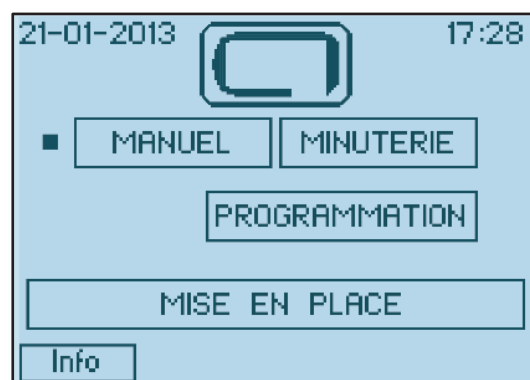 21-01-2013 17:28
MANUEL MINUTERIE
PROGRAMMATION
MISE EN PLACE
Info